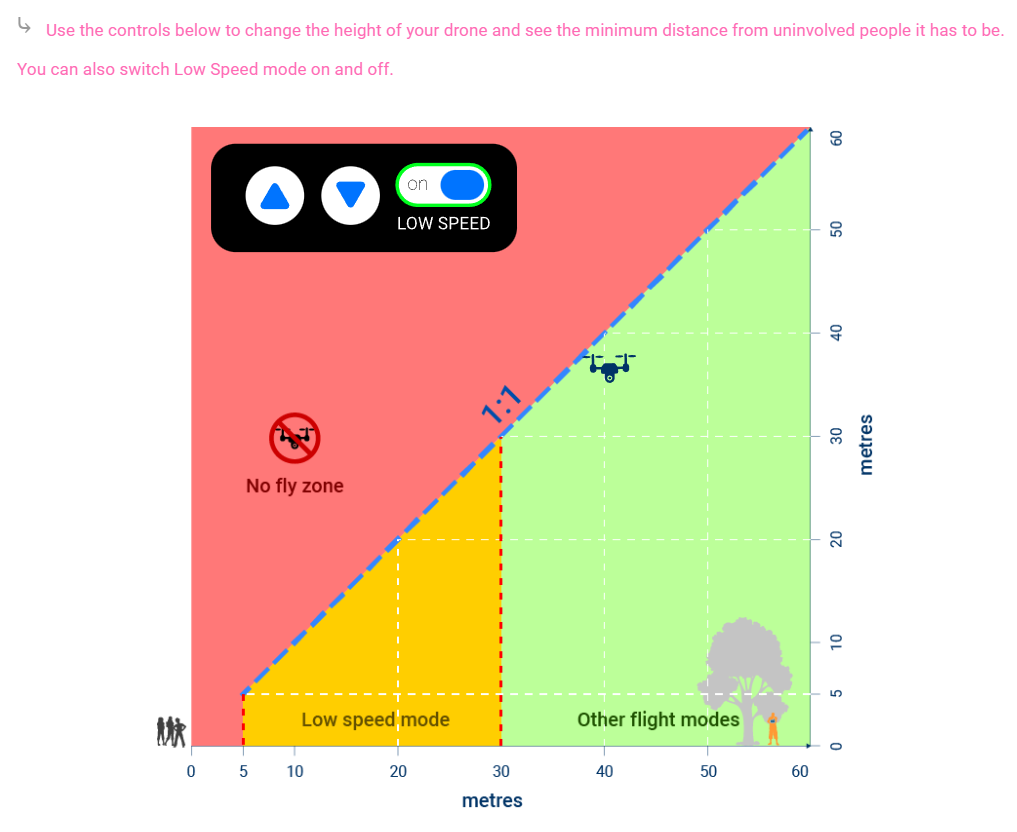 Use the controls below to change the height of your drone and see the minimum distance from uninvolved people it has to be.
You can also switch Low Speed mode on and off.
on
LOW SPEED
60
50
40
1:1
30
metres
No fly zone
20
10
5
Low speed mode
Other flight modes
0
0 5 10 20 30 40 50 60
metres